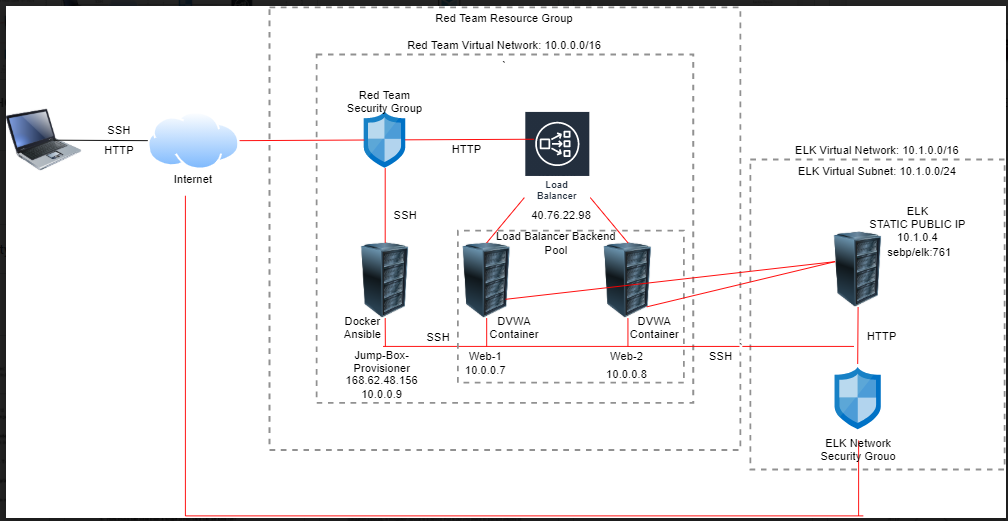 Red Team Resource Group
Red Team Virtual Network: 10.0.0.0/16
Red Team
Security Group
SSH
HTTP
Internet
HTTP
Load
Balancer
40.76.22.98
SSH
Load Balancer Backend
Pool
Docker
Ansible
Jump-Box-
Provisioner
168.62.48.156
10.0.0.9
SSH
DVWA
Container
Web-1
10.0.0.7
DVWA
Container
Web-2
10.0.0.8
SSH
ELK Virtual Network: 10.1.0.0/16
ELK Virtual Subnet: 10.1.0.0/24
ELK
STATIC PUBLIC IP
10.1.0.4
sebp/elk:761
HTTP
ELK Network
Security Gruoo